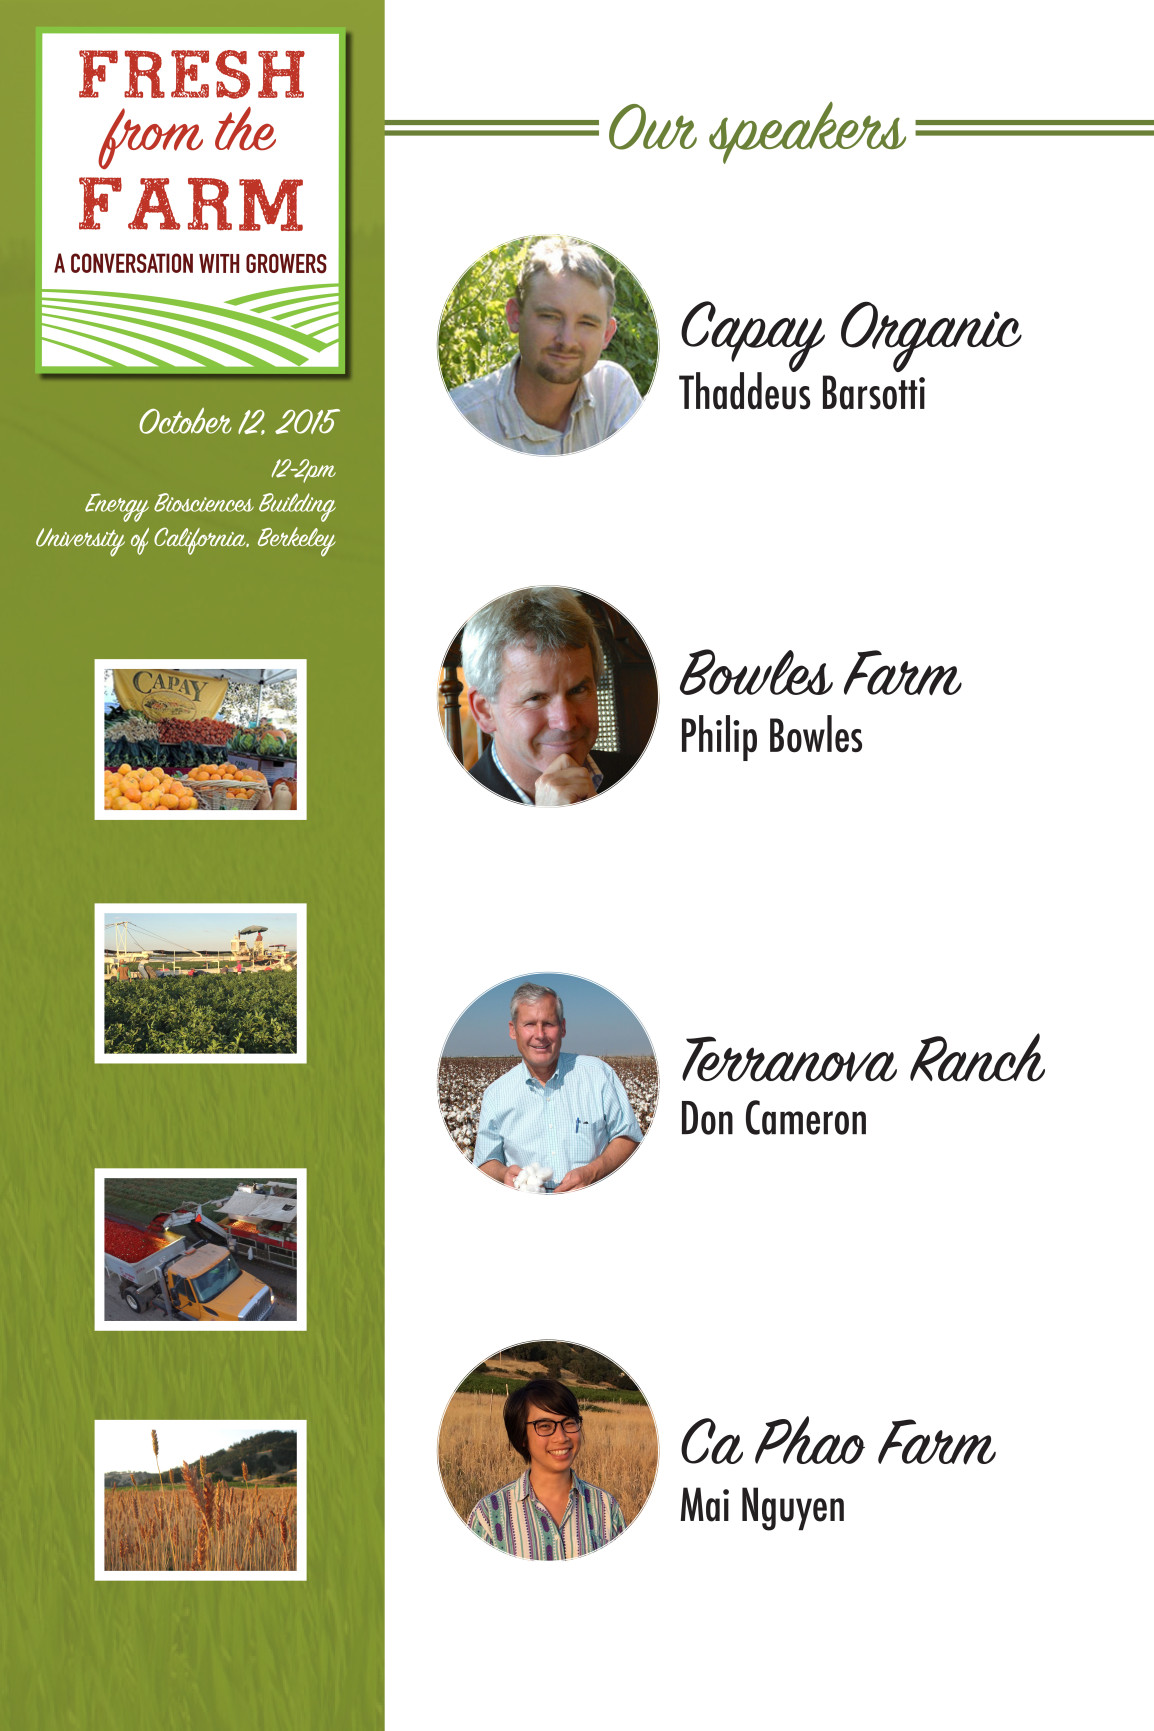 FRESH
from the
FARM
A CONVERSATION WITH GROWERS
October 12, 2015
12-2pm
Energy Biosciences Building
University of California, Berkeley
CAPAY
Our speakers
Capay Organic
Thaddeus Barsotti
Bowles Farm
Philip Bowles
Terranova Ranch
Don Cameron
Ca Phao Farm
Mai Nguyen